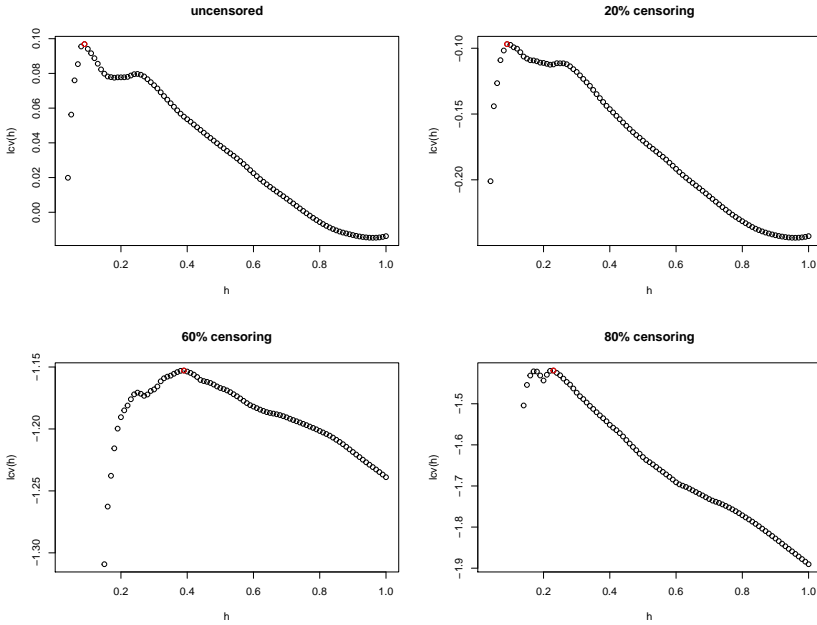 uncensored
lcv(h)
0.10
0.08
0.06
0.04
0.02
0.00
0.2 0.4 0.6 0.8 1.0
h
20% censoring
lcv(h)
−0.10
−0.15
−0.20
0.2 0.4 0.6 0.8 1.0
h
60% censoring
lcv(h)
−1.15
−1.20
−1.25
−1.30
0.2 0.4 0.6 0.8 1.0
h
80% censoring
lcv(h)
−1.5
−1.6
−1.7
−1.8
−1.9
0.2 0.4 0.6 0.8 1.0
h